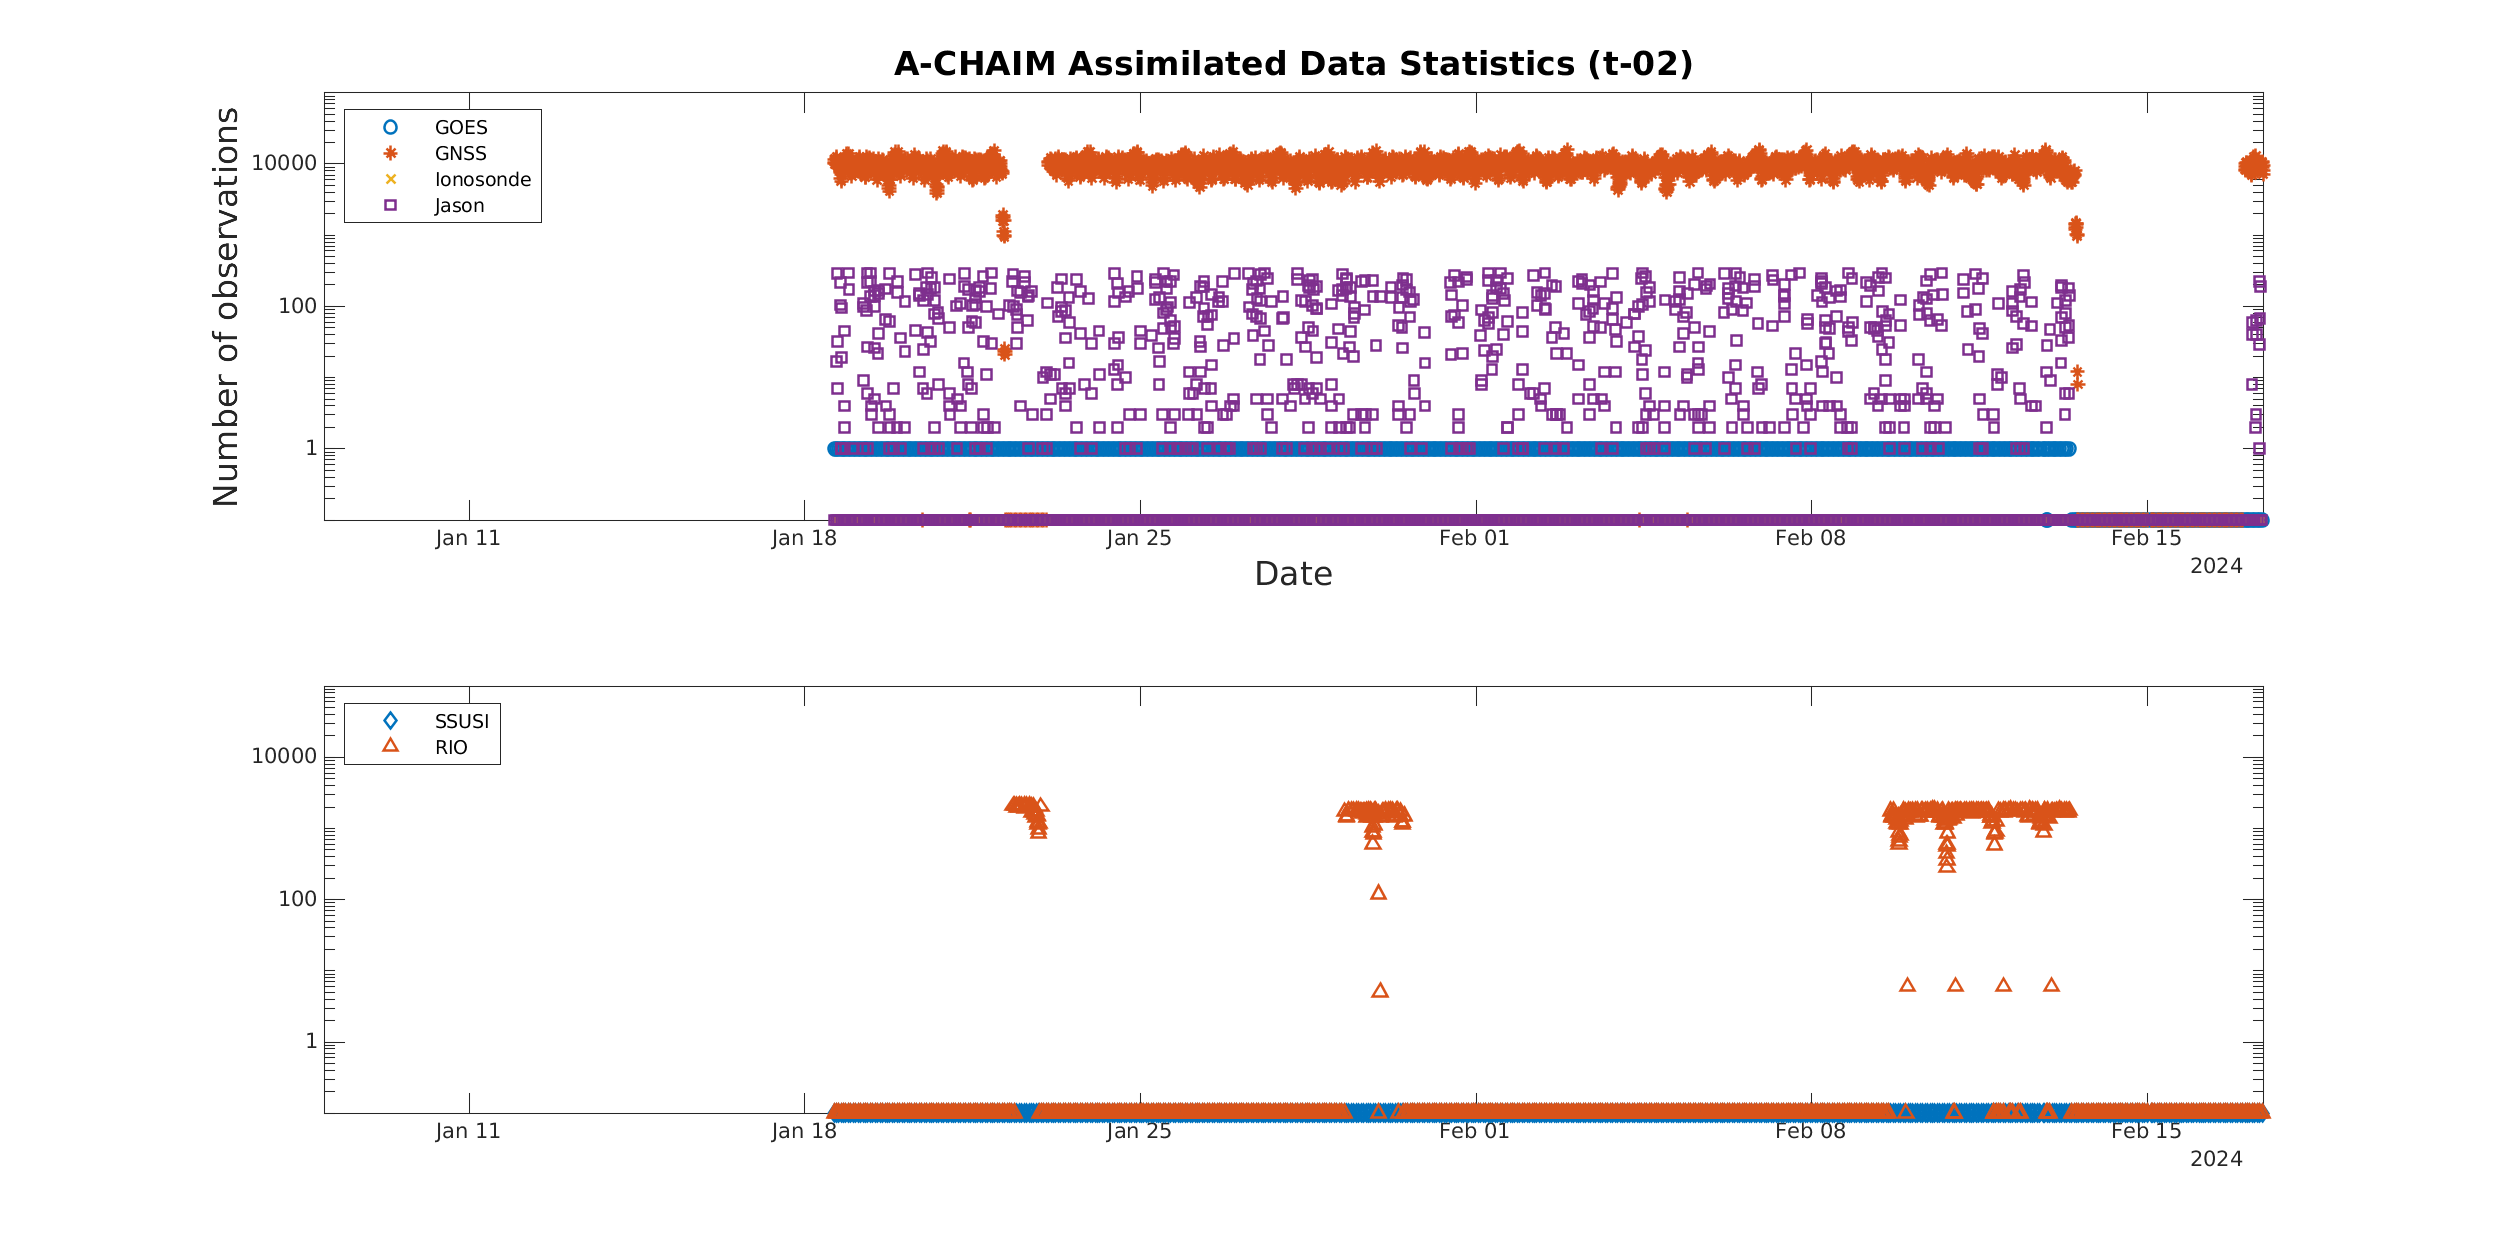 A-CHAIM Assimilated Data Statistics (t-02)
Number of observations
10000
100
1
GOES
GNSS
Ionosonde
Jason
Jan 11 Jan 18 Jan 25 Feb 01 Feb 08 Feb 15
2024
Date
10000
100
1
SSUSI
RIO
Jan 11 Jan 18 Jan 25 Feb 01 Feb 08 Feb 15
2024